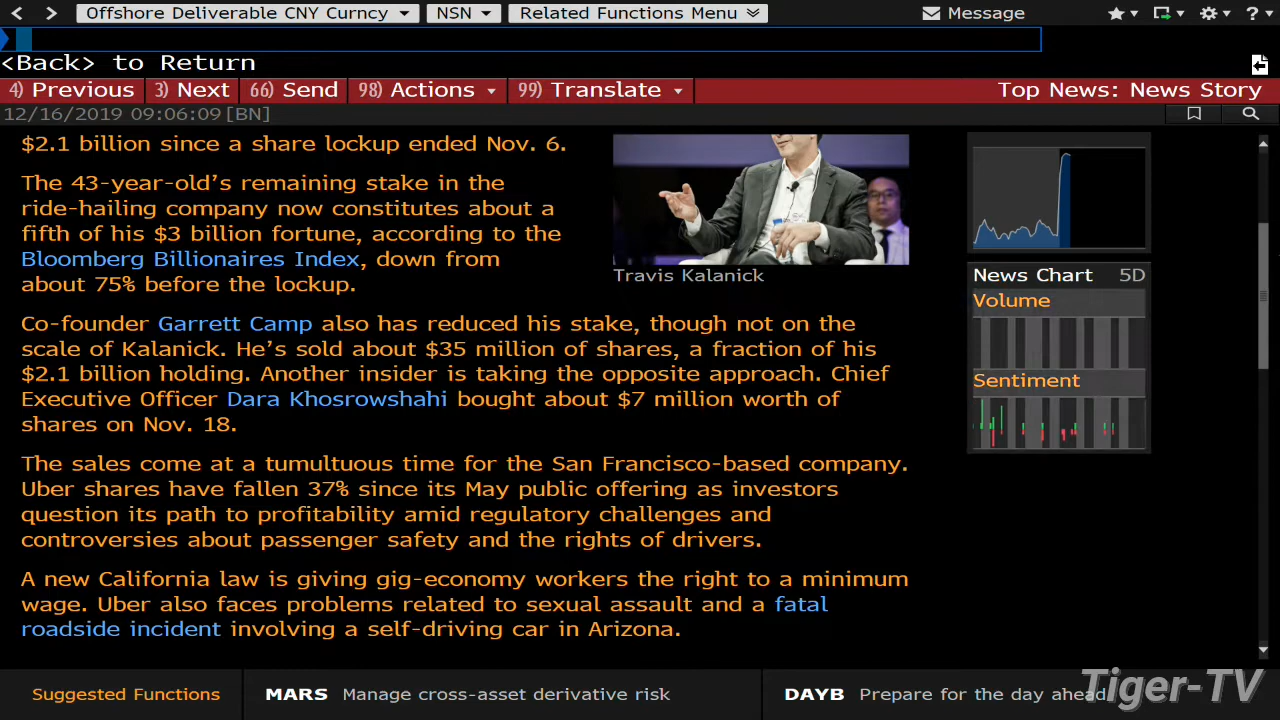 Offshore Deliverable CNY Curncy
NSN
Related Functions Menu
Message
?
<Back> to Return
4) Previous
3) Next
66) Send
98) Actions
99) Translate
Top News: News Story
12/16/2019 09:06:09 [BN]
$2.1 billion since a share lockup ended Nov. 6.
The 43-year-old's remaining stake in the
ride-hailing company now constitutes about a
fifth of his $3 billion fortune, according to the
Bloomberg Billionaires Index, down from
about 75% before the lockup.
Travis Kalanick
Co-founder Garrett Camp also has reduced his stake, though not on the
scale of Kalanick. He's sold about $35 million of shares, a fraction of his
$2.1 billion holding. Another insider is taking the opposite approach. Chief
Executive Officer Dara Khosrowshahi bought about $7 million worth of
shares on Nov. 18.
The sales come at a tumultuous time for the San Francisco-based company.
Uber shares have fallen 37% since its May public offering as investors
question its path to profitability amid regulatory challenges and
controversies about passenger safety and the rights of drivers.
A new California law is giving gig-economy workers the right to a minimum
wage. Uber also faces problems related to sexual assault and a fatal
roadside incident involving a self-driving car in Arizona.
News Chart 5D
Volume
Sentiment
Suggested Functions
MARS Manage cross-asset derivative risk
DAYB Prepare for the day ahead
Tiger-TV